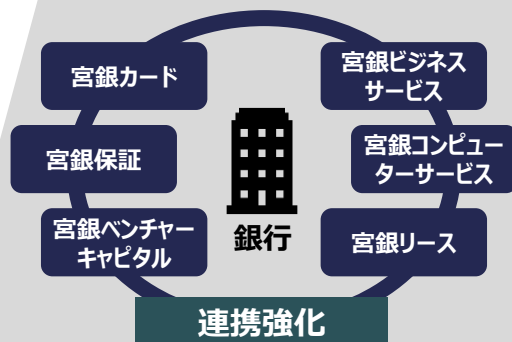 宮銀カード
宮銀ビジネス
サービス
宮銀保証
宮銀コンピュー
ターサービス
宮銀ベンチャー
キャピタル
銀行
宮銀リース
連携強化